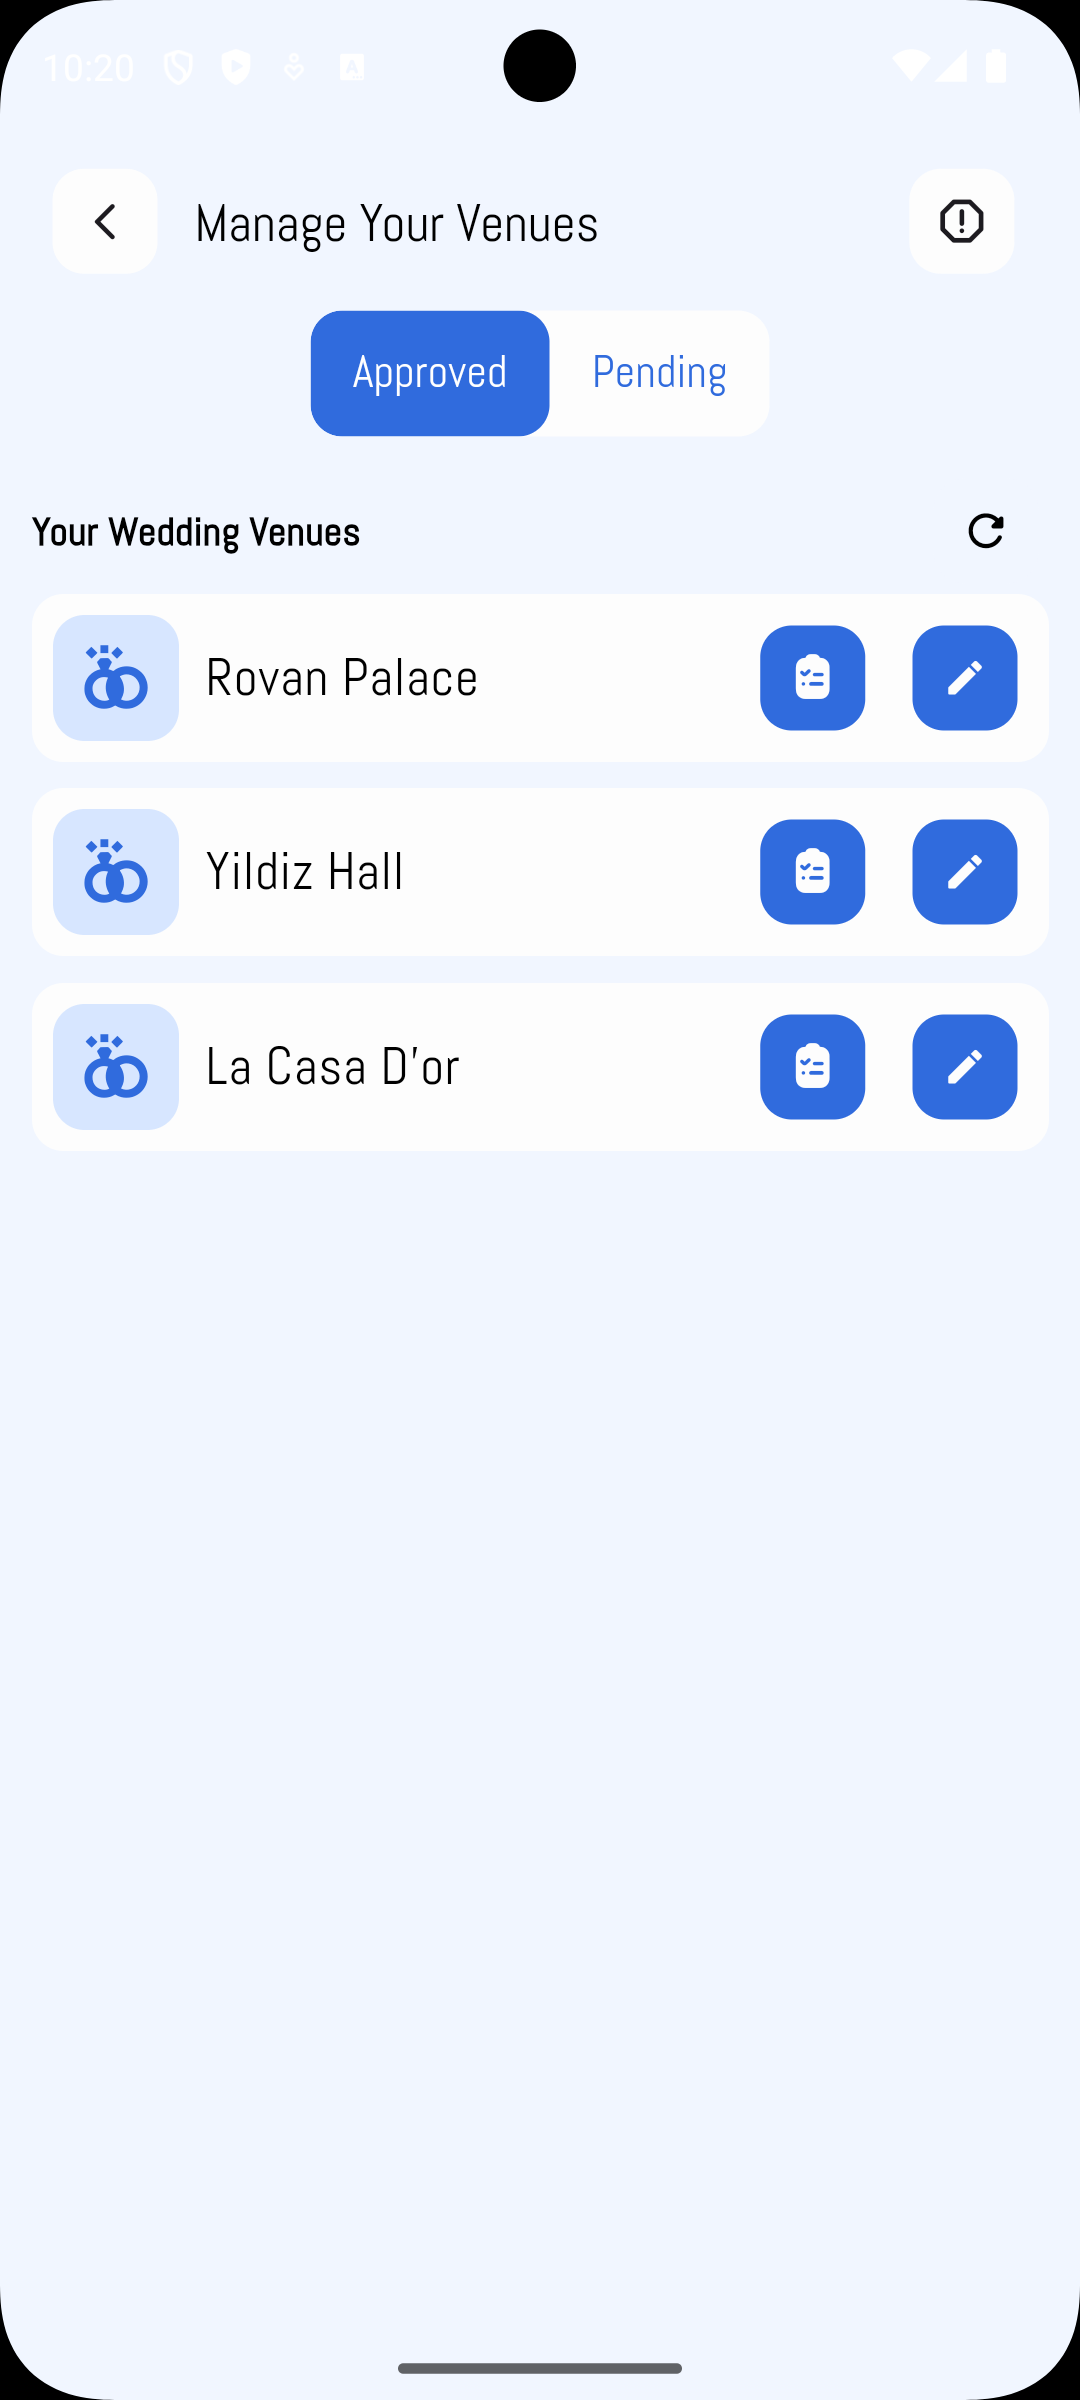 10:20
Manage Your Venues
Approved
Pending
Your Wedding Venues
Rovan Palace
Yildiz Hall
La Casa D'or